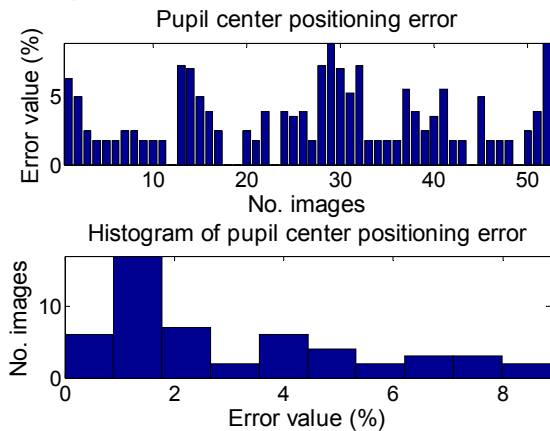 Pupil center positioning error
Error value (%)
5
0
10 20 30 40 50
No. images
Histogram of pupil center positioning error
No. images
10
0
0 2 4 6 8
Error value (%)